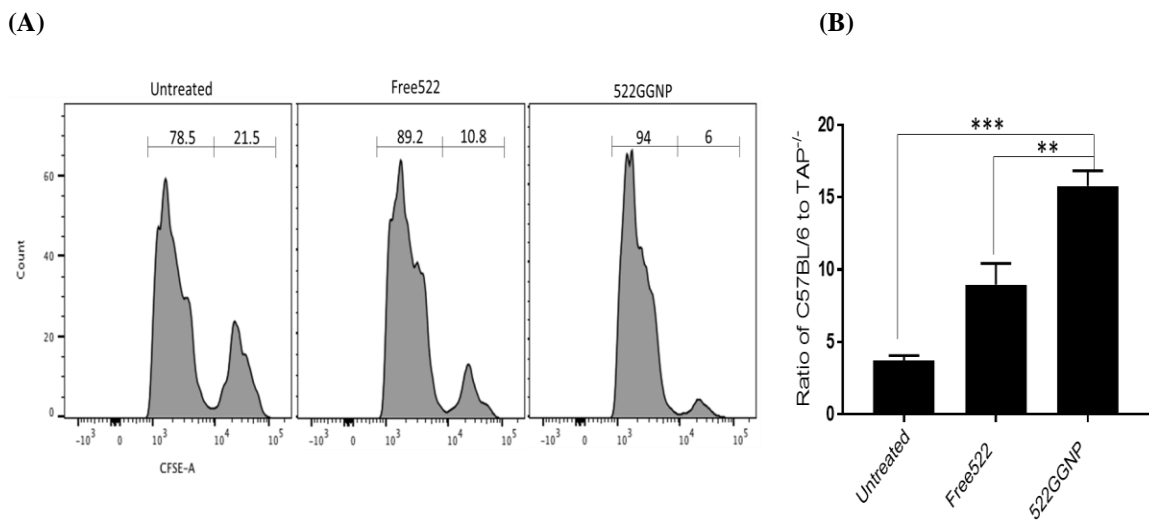 (A)
(B)
Untreated
Free522
522GGNP
78.5 21.5
89.2 10.8
94 6
60
40
20
0
Count
-10³ 0 10³ 10⁴ 10⁵
-10³ 0 10³ 10⁴ 10⁵
-10³ 0 10³ 10⁴ 10⁵
CFSE-A
Ratio of C57BL/6 to TAP⁻/⁻
20
15
10
5
0
***
**
Untreated
Free522
522GGNP